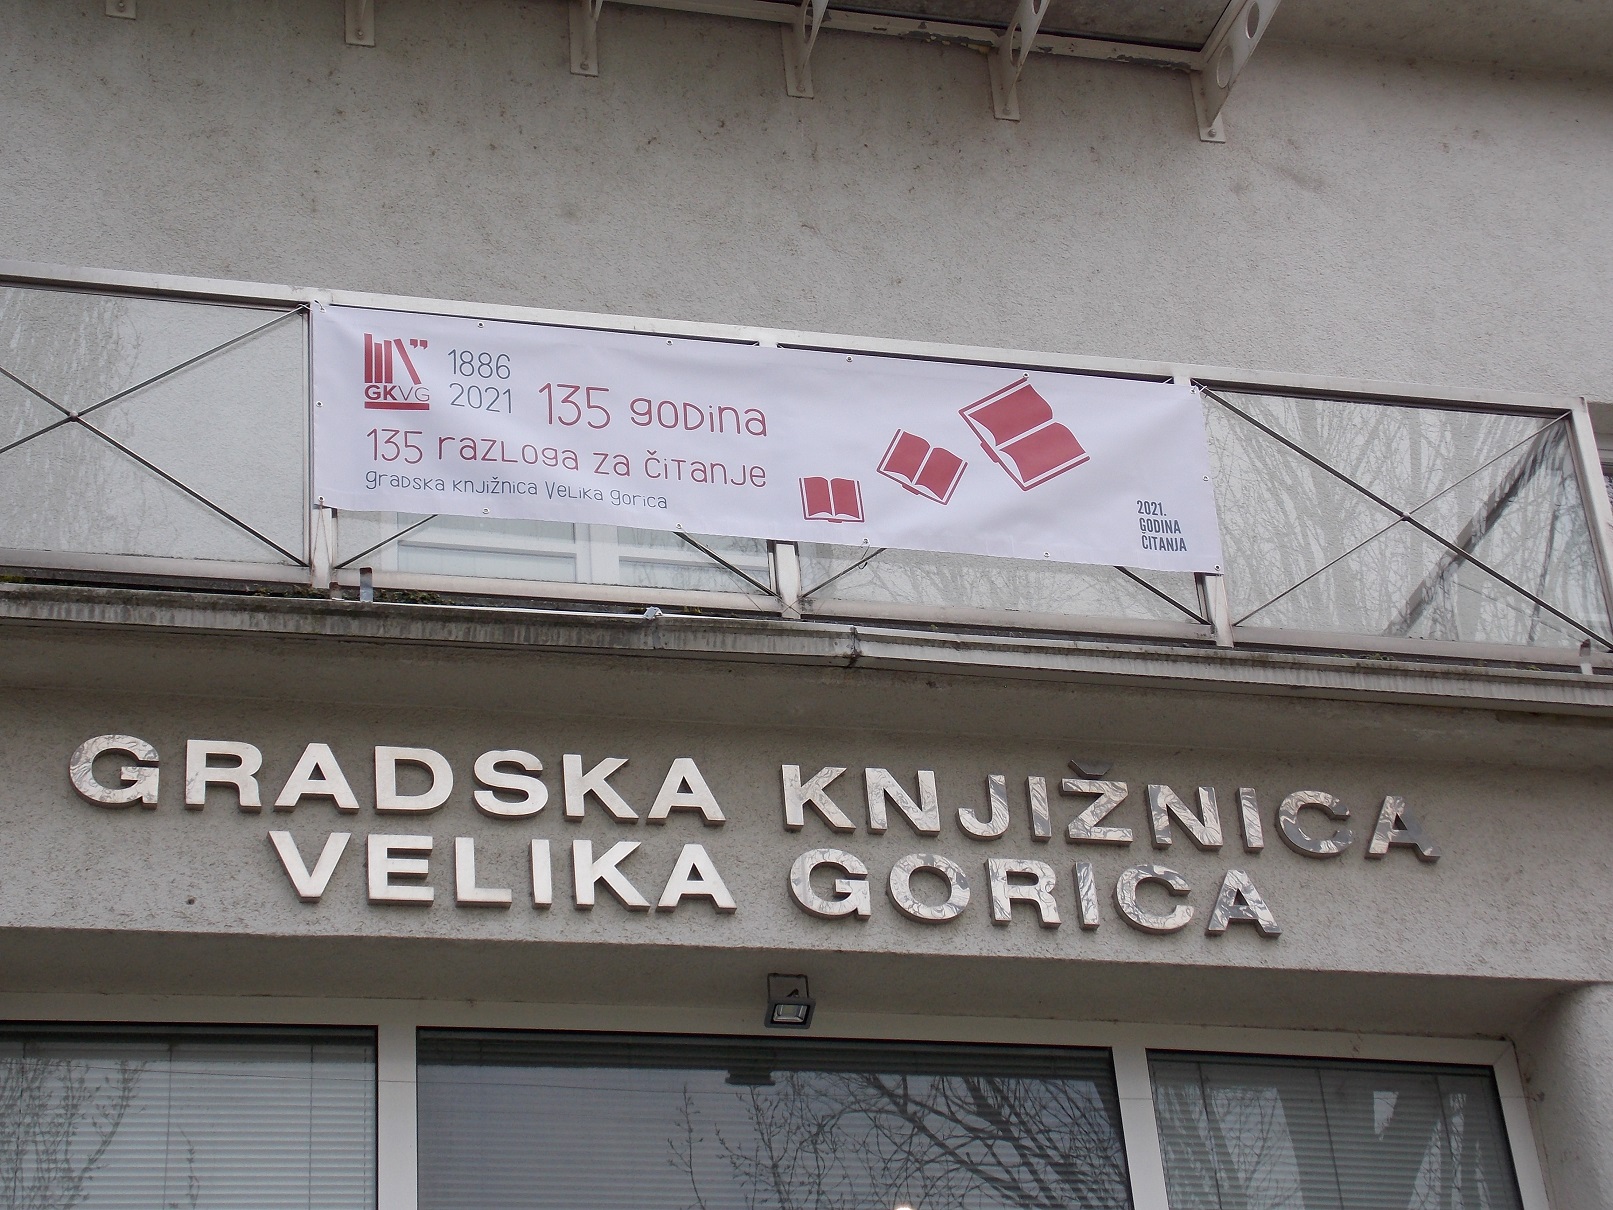 GKVG
1886
2021
135 godina
135 razloga za čitanje
gradska knjižnica Velika Gorica
2021.
GODINA
ČITANJA
GRADSKA KNJIŽNICA
VELIKA GORICA